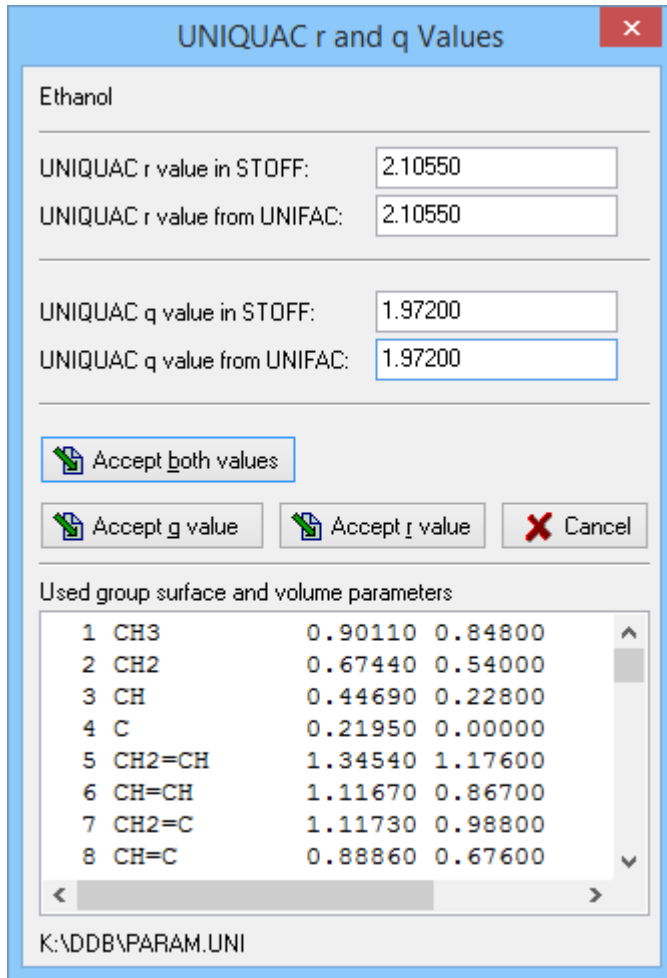 UNIQUAC r and q Values
Ethanol
UNIQUAC r value in STOFF: 2.10550
UNIQUAC r value from UNIFAC: 2.10550
UNIQUAC q value in STOFF: 1.97200
UNIQUAC q value from UNIFAC: 1.97200
Accept both values
Accept q value Accept r value Cancel
Used group surface and volume parameters
1 CH3 0.90110 0.84800
2 CH2 0.67440 0.54000
3 CH 0.44690 0.22800
4 C 0.21950 0.00000
5 CH2=CH 1.34540 1.17600
6 CH=CH 1.11670 0.86700
7 CH2=C 1.11730 0.98800
8 CH=C 0.88860 0.67600
K:\DDB\PARAM.UNI